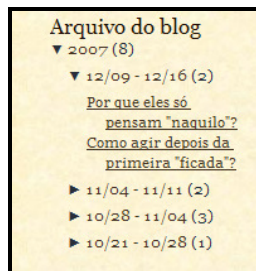 Arquivo do blog
▼ 2007 (8)
▼ 12/09 - 12/16 (2)
Por que eles só
pensam "naquilo"?
Como agir depois da
primeira "ficada"?
► 11/04 - 11/11 (2)
► 10/28 - 11/04 (3)
► 10/21 - 10/28 (1)